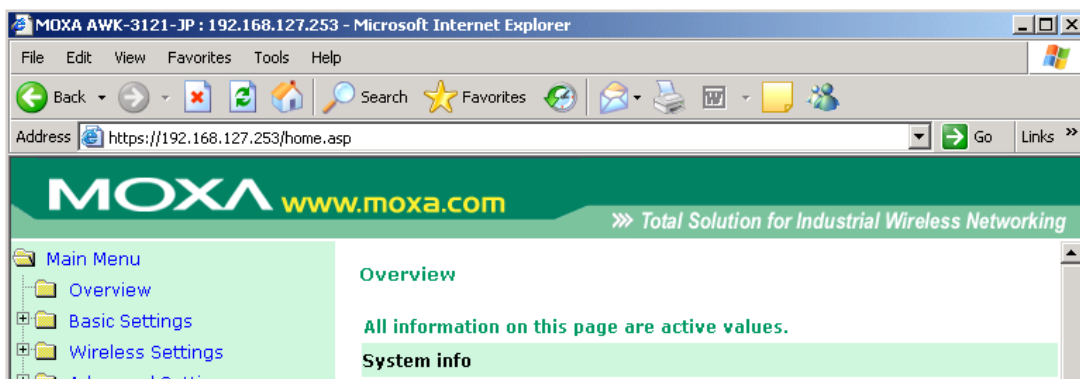 MOXA AWK-3121-JP : 192.168.127.253 - Microsoft Internet Explorer
File Edit View Favorites Tools Help
Back Search Favorites
Address https://192.168.127.253/home.asp Go Links »
MOXA www.moxa.com
Total Solution for Industrial Wireless Networking
Main Menu
Overview
Basic Settings
Wireless Settings
Overview
All information on this page are active values.
System info